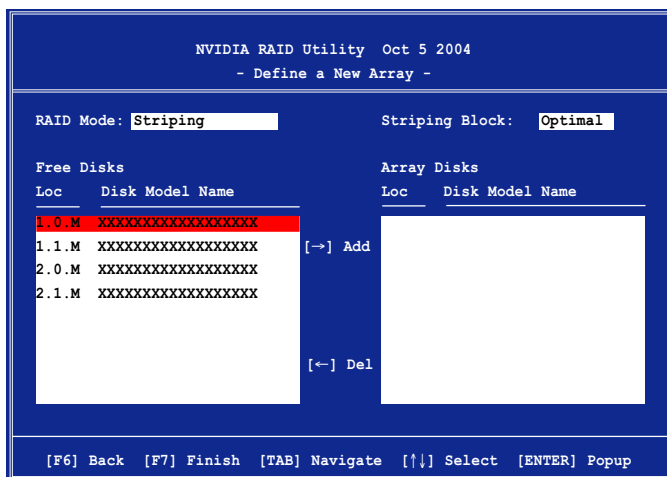 NVIDIA RAID Utility Oct 5 2004
- Define a New Array -
RAID Mode: Striping
Striping Block: Optimal
Free Disks
Array Disks
Loc Disk Model Name
Loc Disk Model Name
1.0.M XXXXXXXXXXXXXXXXXX
1.1.M XXXXXXXXXXXXXXXXXX
2.0.M XXXXXXXXXXXXXXXXXX
2.1.M XXXXXXXXXXXXXXXXXX
[→] Add
[←] Del
[F6] Back [F7] Finish [TAB] Navigate [↑↓] Select [ENTER] Popup